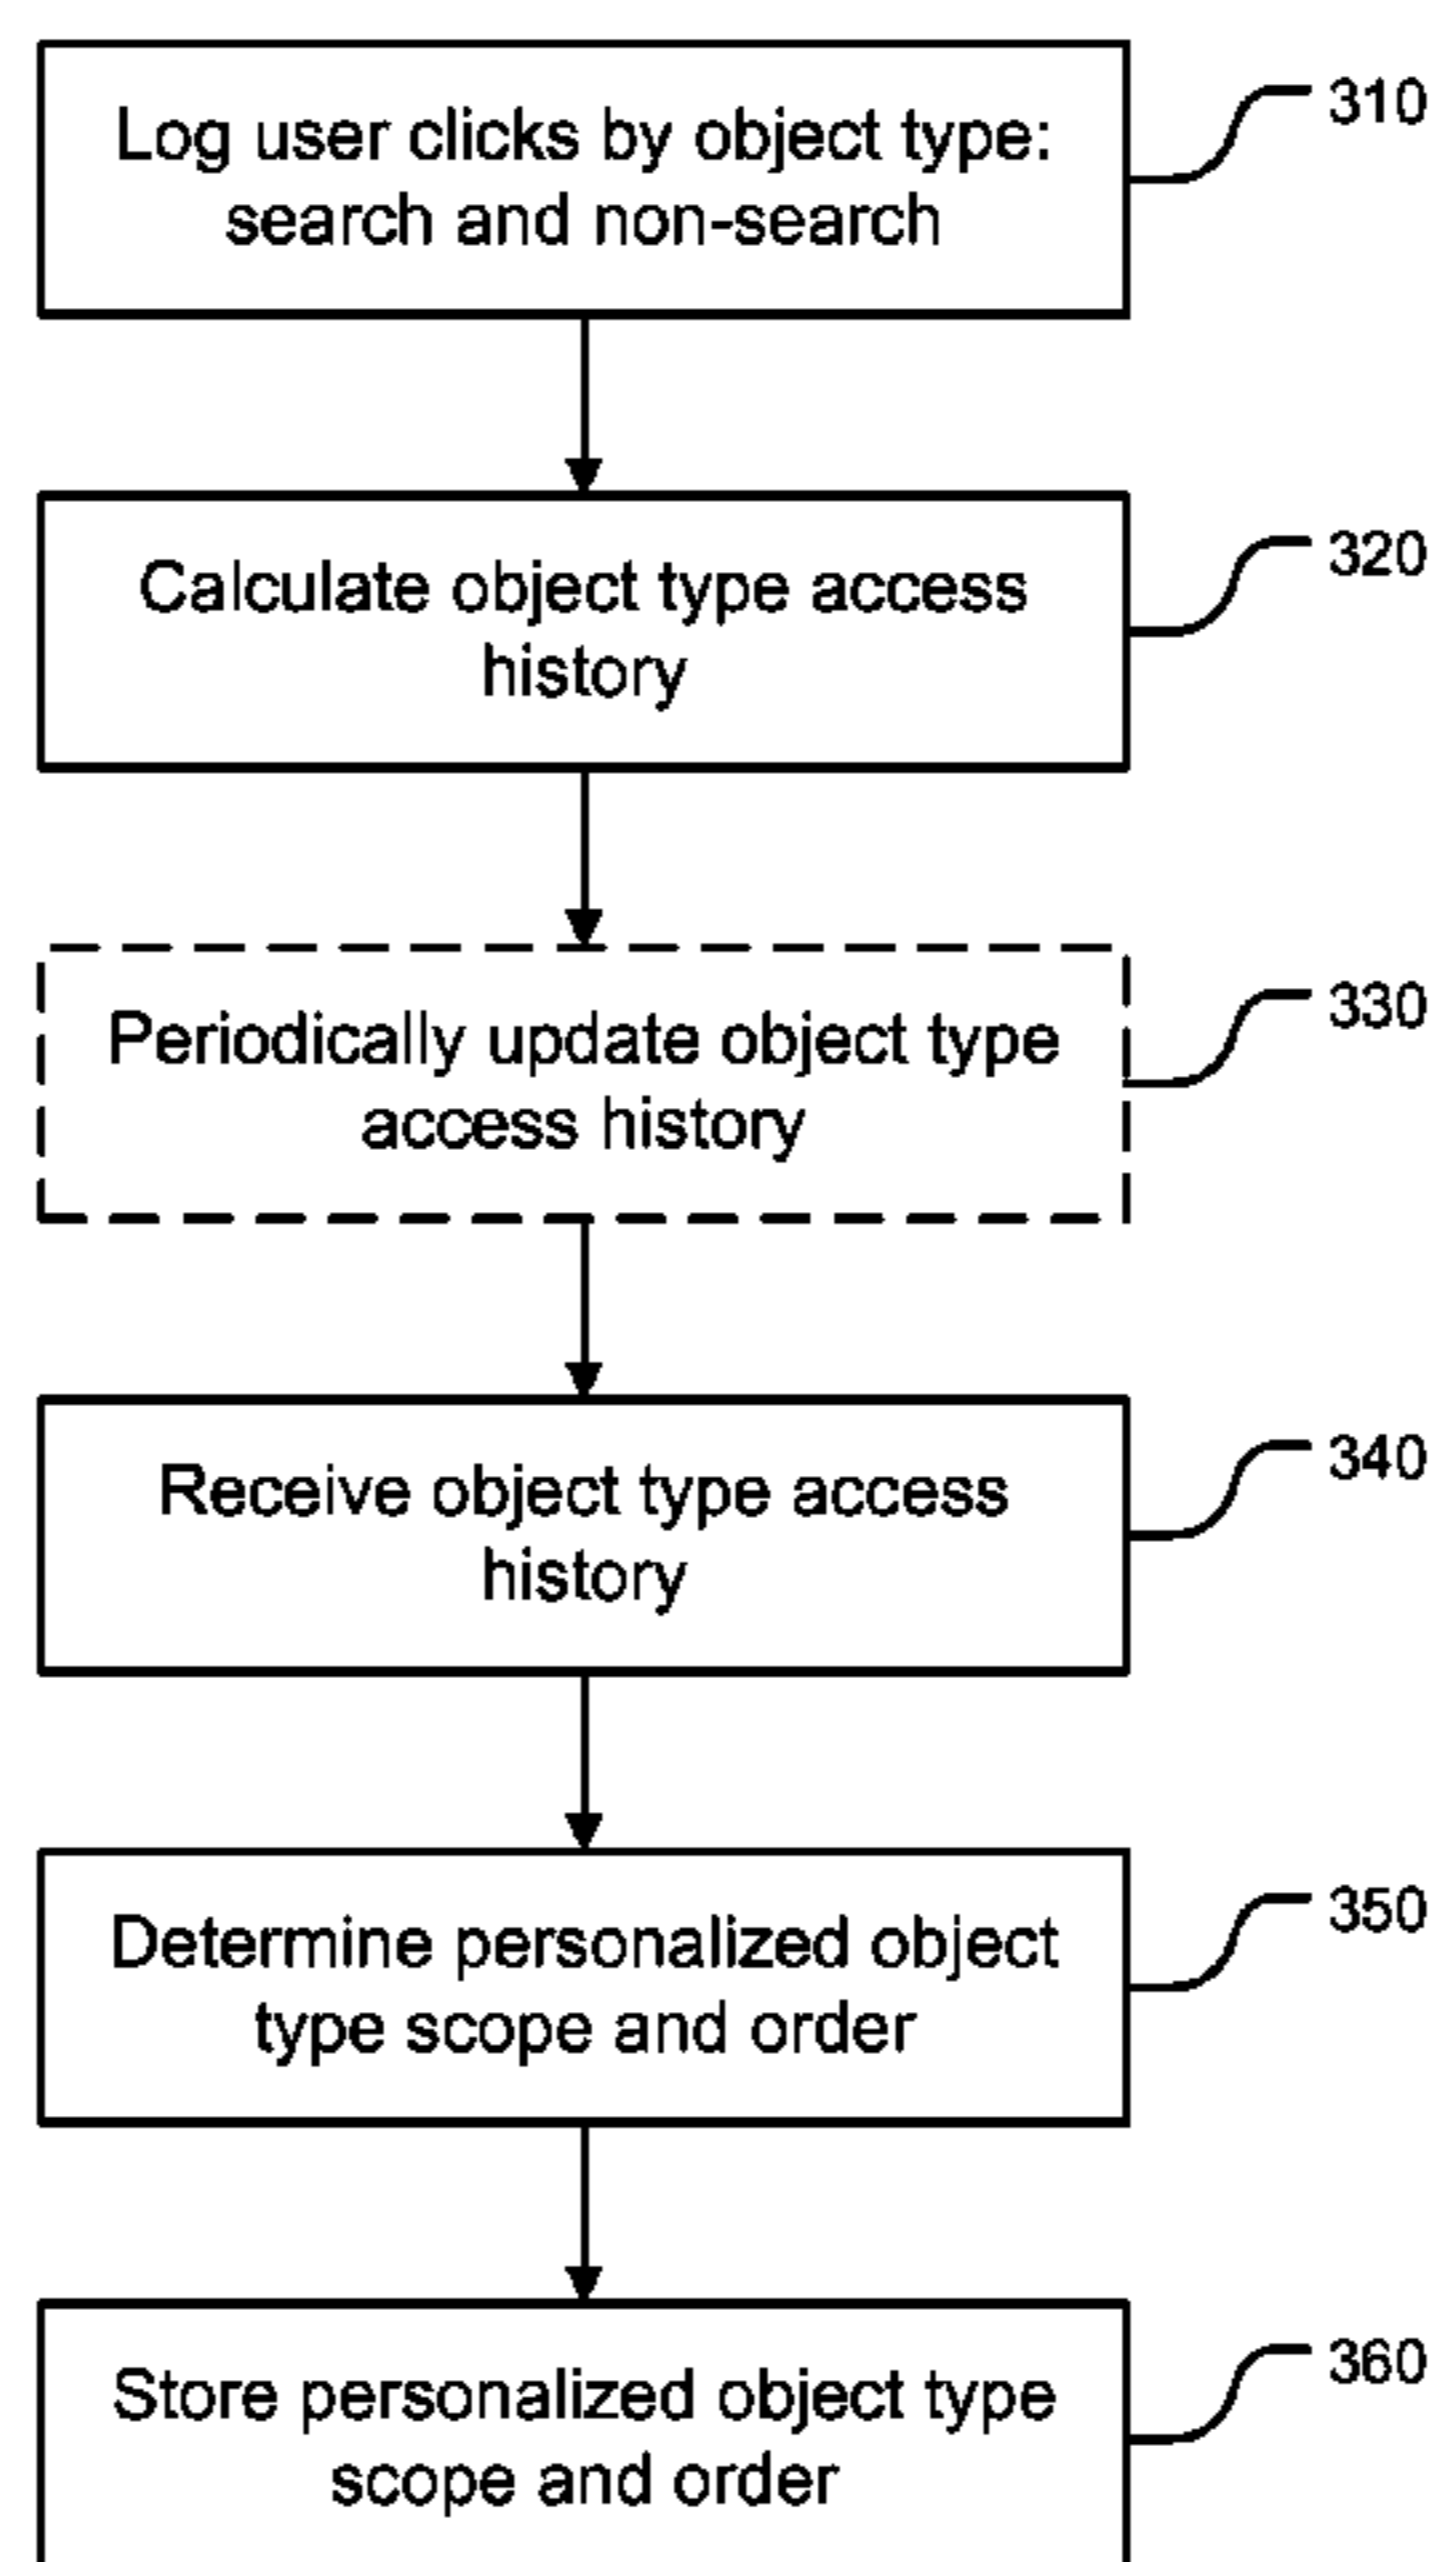 Log user clicks by object type:
search and non-search
310
Calculate object type access
history
320
Periodically update object type
access history
330
Receive object type access
history
340
Determine personalized object
type scope and order
350
Store personalized object type
scope and order
360